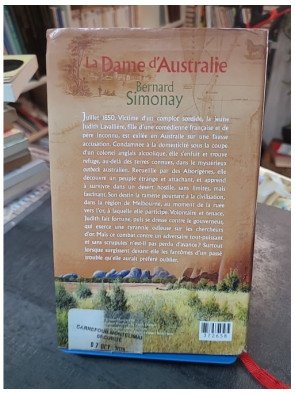 La Dame d'Australie
Bernard
Simonay
Juillet 1850. Victime d'un complot sordide, la jeune
Judith Lavallière, fille d'une comédienne française et de
père inconnu, est exilée en Australie sur une fausse
accusation. Condamnée à la domesticité sous la coupe
d'un colonel anglais alcoolique, elle s'enfuit et trouve
refuge, au-delà des terres connues, dans le mystérieux
outback australien. Recueillie par des Aborigènes, elle
découvre un peuple étrange et attachant, et apprend
à survivre dans un désert hostile, sans limites, mais
fascinant. Son destin la ramène pourtant à la civilisation,
dans la région de Melbourne, au moment de la ruée
vers l'or, à laquelle elle participe. Volontaire et tenace,
Judith fait fortune, puis se dresse contre le gouverneur,
qui exerce une tyrannie odieuse sur les chercheurs
d'or. Mais ce combat contre un adversaire tout-puissant
et sans scrupules n'est-il pas perdu d'avance ? Surtout
lorsque surgissent devant elle les fantômes d'un passé
trouble qu'elle aurait préféré oublier.
CARREFOUR MONTELIMAR
SECURITE
07 OCT
372658